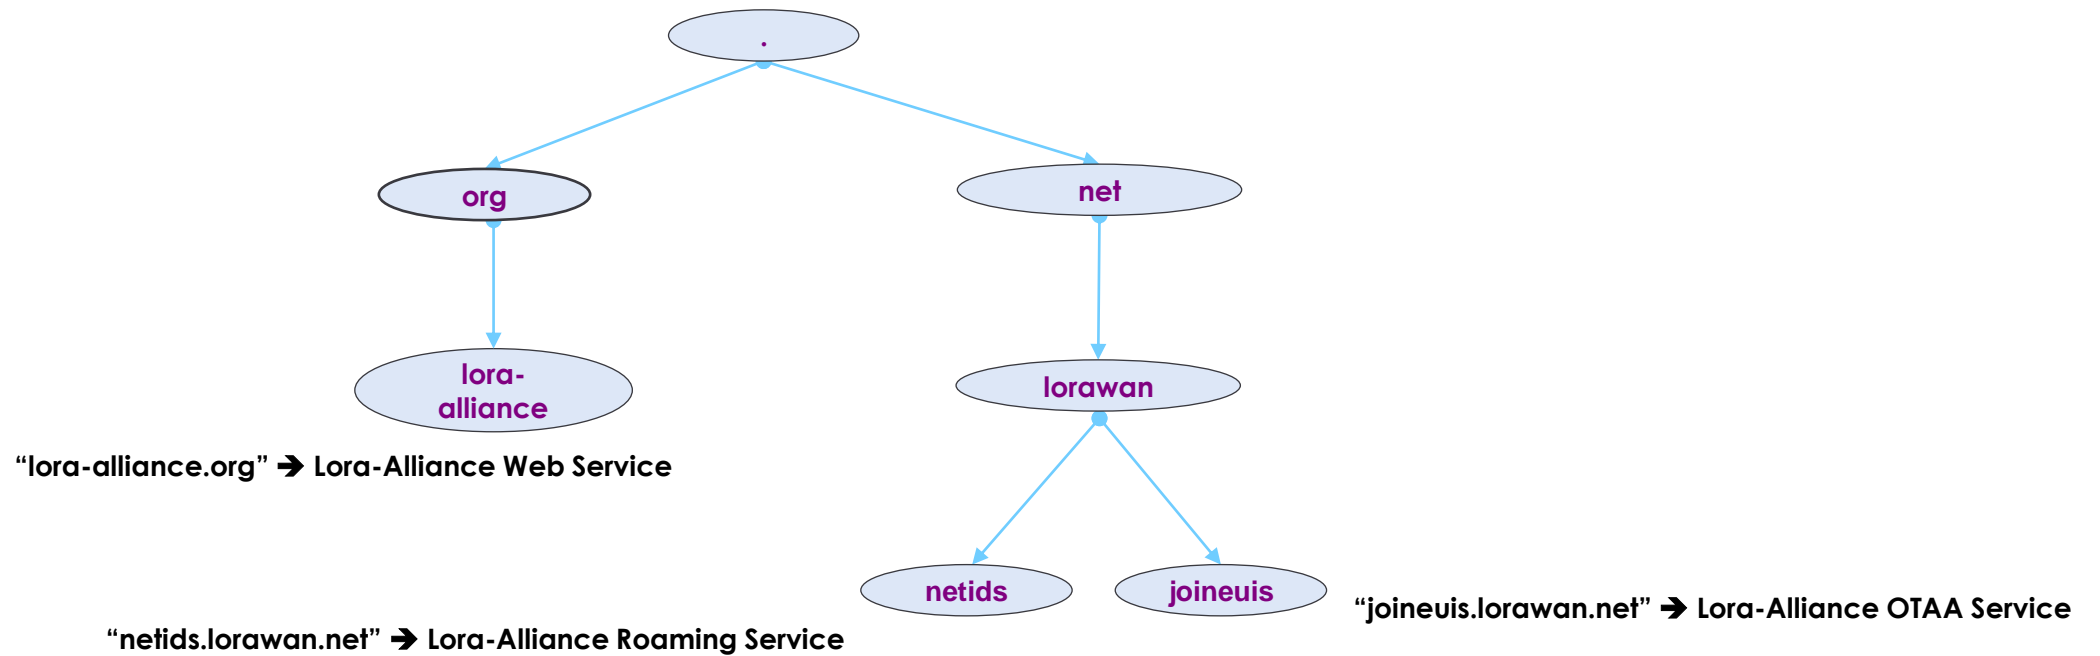 .
org
net
lora-
alliance
lorawan
“lora-alliance.org” ➔ Lora-Alliance Web Service
netids
joineuis
“joineuis.lorawan.net” ➔ Lora-Alliance OTAA Service
“netids.lorawan.net” ➔ Lora-Alliance Roaming Service